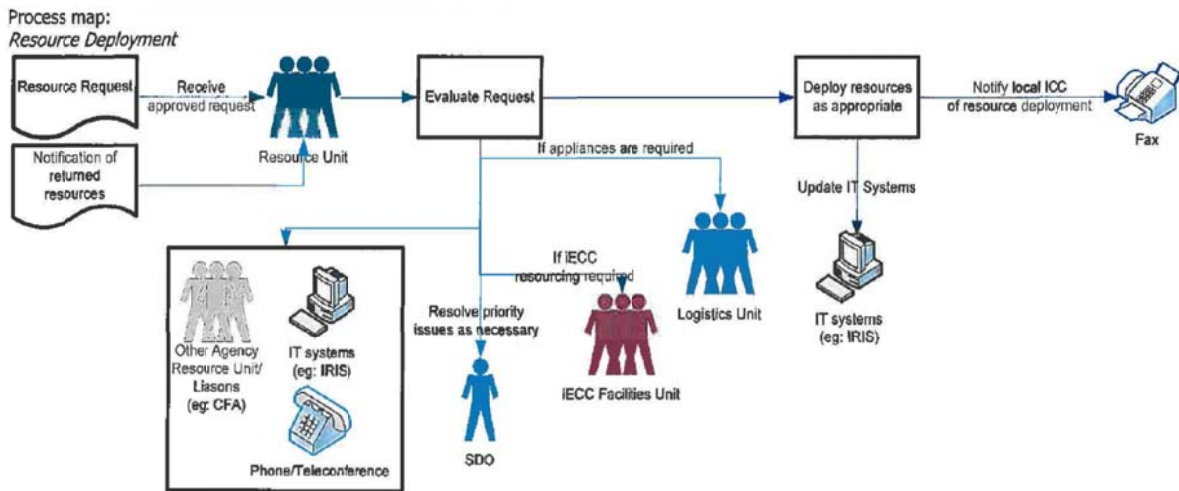 Process map:
Resource Deployment
Resource Request
Receive
approved request
Resource Unit
Evaluate Request
Deploy resources
as appropriate
Notify local ICC
of resource deployment
Fax
Notification of
returned
resources
If appliances are required
Update IT Systems
Logistics Unit
IT systems
(eg: IRIS)
If iECC
resourcing required
iECC Facilities Unit
Resolve priority
issues as necessary
SDO
Other Agency
Resource Unit/
Liasons
(eg: CFA)
IT systems
(eg: IRIS)
Phone/Teleconference